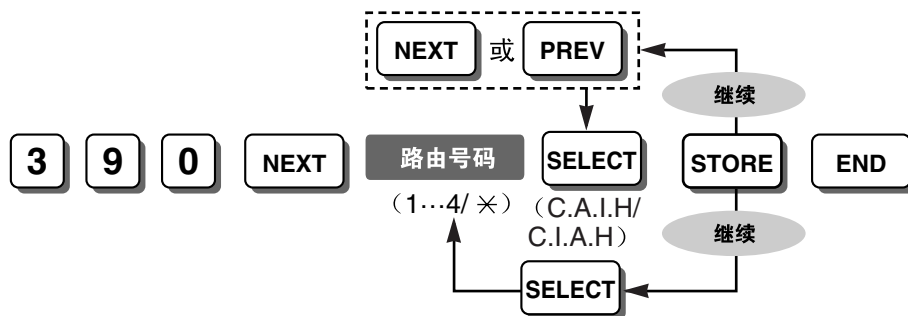 NEXT 或 PREV
继续
3 9 0 NEXT 路由号码 SELECT STORE END
(1…4/ ✳)
(C.A.I.H/
C.I.A.H)
继续
SELECT